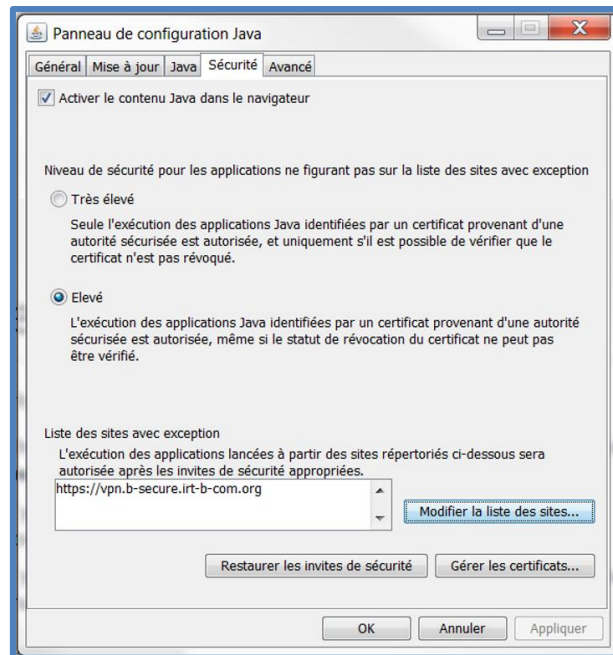 Panneau de configuration Java
Général Mise à jour Java Sécurité Avancé
Activer le contenu Java dans le navigateur
Niveau de sécurité pour les applications ne figurant pas sur la liste des sites avec exception
Très élevé
Seule l'exécution des applications Java identifiées par un certificat provenant d'une
autorité sécurisée est autorisée, et uniquement s'il est possible de vérifier que le
certificat n'est pas révoqué.
Elevé
L'exécution des applications Java identifiées par un certificat provenant d'une autorité
sécurisée est autorisée, même si le statut de révocation du certificat ne peut pas
être vérifié.
Liste des sites avec exception
L'exécution des applications lancées à partir des sites répertoriés ci-dessous sera
autorisée après les invites de sécurité appropriées.
https://vpn.b-secure.irt-b-com.org
Modifier la liste des sites...
Restaurer les invites de sécurité Gérer les certificats...
OK Annuler Appliquer